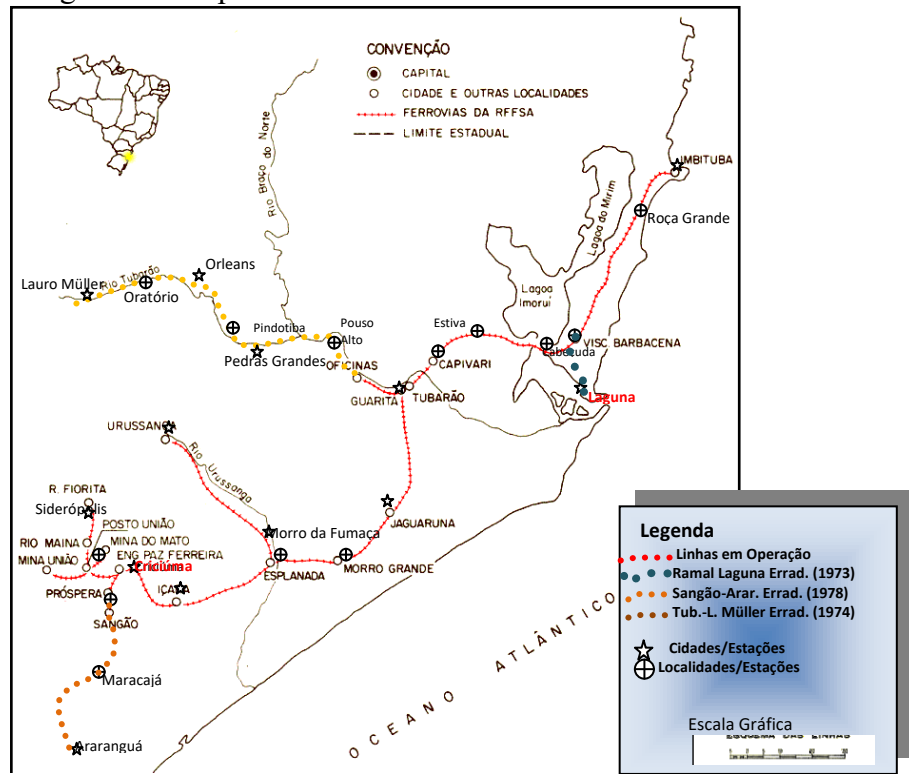 CONVENÇÃO
CAPITAL
CIDADE E OUTRAS LOCALIDADES
FERROVIAS DA RFFSA
LIMITE ESTADUAL
Rio Braço do Norte
IMBITUBA
Roça Grande
Lagoa do Mirim
Lagoa
Imaruí
Orleans
Lauro Müller
Rio Tubarão
Oratório
Pindotiba
Pouso
Alto
Estiva
Pedras Grandes
VISC. BARBACENA
Cabeçuda
OFICINAS
CAPIVARI
GUARITA
TUBARÃO
Laguna
URUSSANGA
Rio Urussanga
R. FIORITA
Siderópolis
JAGUARUNA
POSTO UNIÃO
Morro da Fumaça
RIO MAINA
MINA DO MATO
MINA UNIÃO
ENG PAZ FERREIRA
Criciúma
ESPLANADA
MORRO GRANDE
PRÓSPERA
IÇARA
SANGÃO
Maracajá
Araranguá
OCEANO ATLÂNTICO
Legenda
Linhas em Operação
Ramal Laguna Errad. (1973)
Sangão-Arar. Errad. (1978)
Tub.-L. Müller Errad. (1974)
Cidades/Estações
Localidades/Estações
Escala Gráfica
ESQUEMA DAS LINHAS